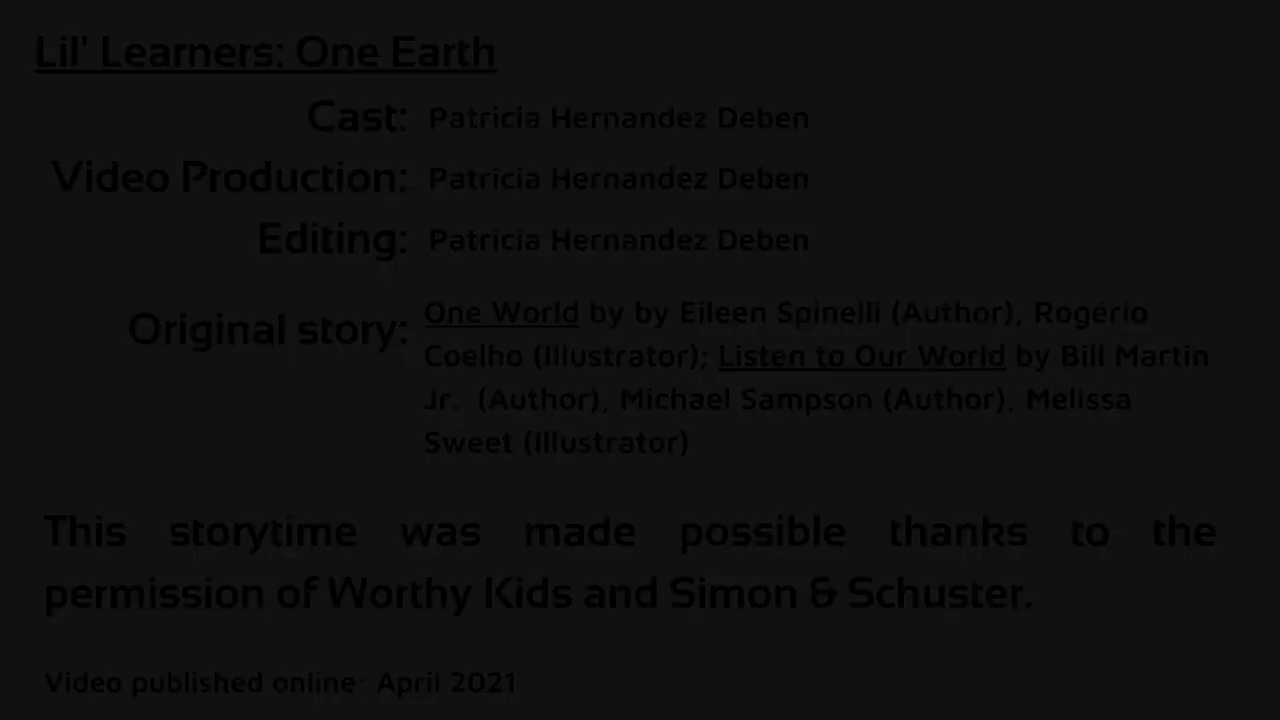 Lil' Learners: One Earth
Cast: Patricia Hernandez Deben
Video Production: Patricia Hernandez Deben
Editing: Patricia Hernandez Deben
Original story: One World by by Eileen Spinelli (Author), Rogério
Coelho (Illustrator); Listen to Our World by Bill Martin
Jr. (Author), Michael Sampson (Author), Melissa
Sweet (Illustrator)
This storytime was made possible thanks to the
permission of Worthy Kids and Simon & Schuster.
Video published online: April 2021